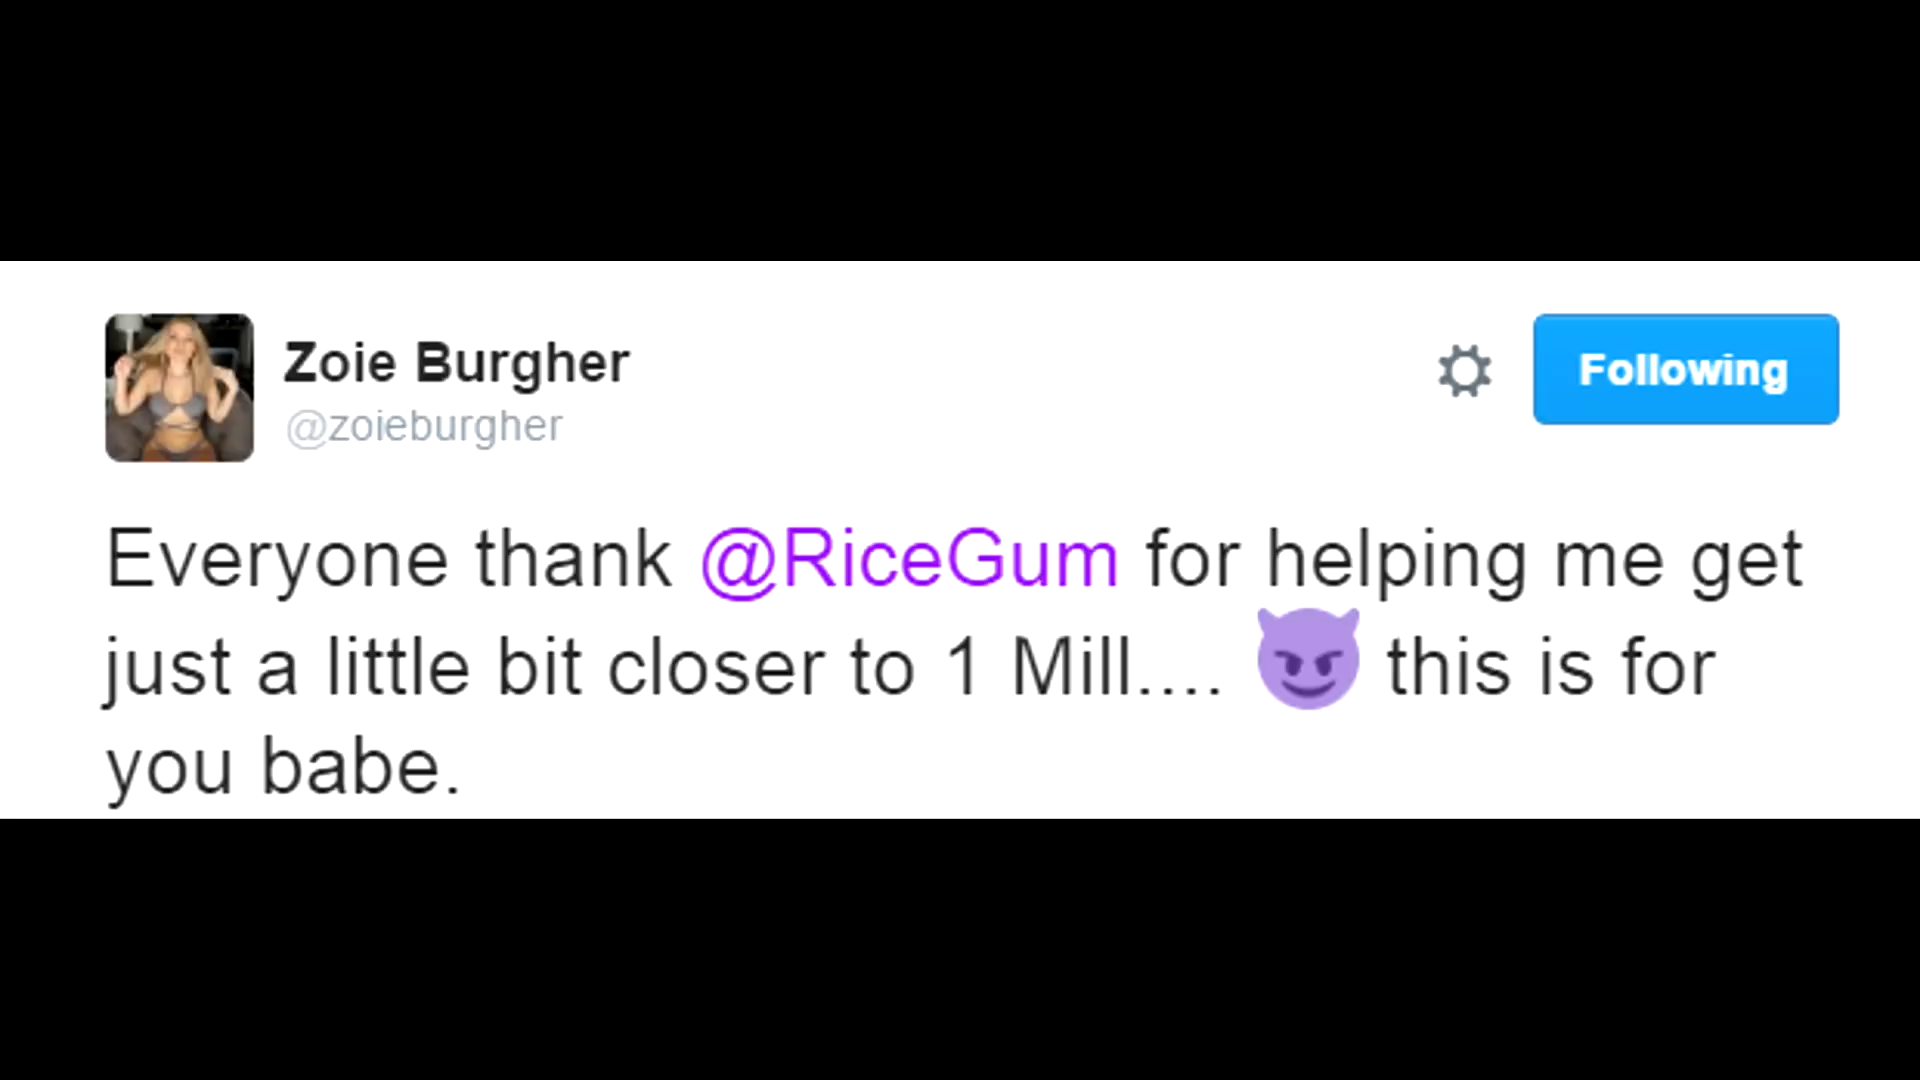 Zoie Burgher
@zoieburgher
Following
Everyone thank @RiceGum for helping me get
just a little bit closer to 1 Mill.... 😈 this is for
you babe.